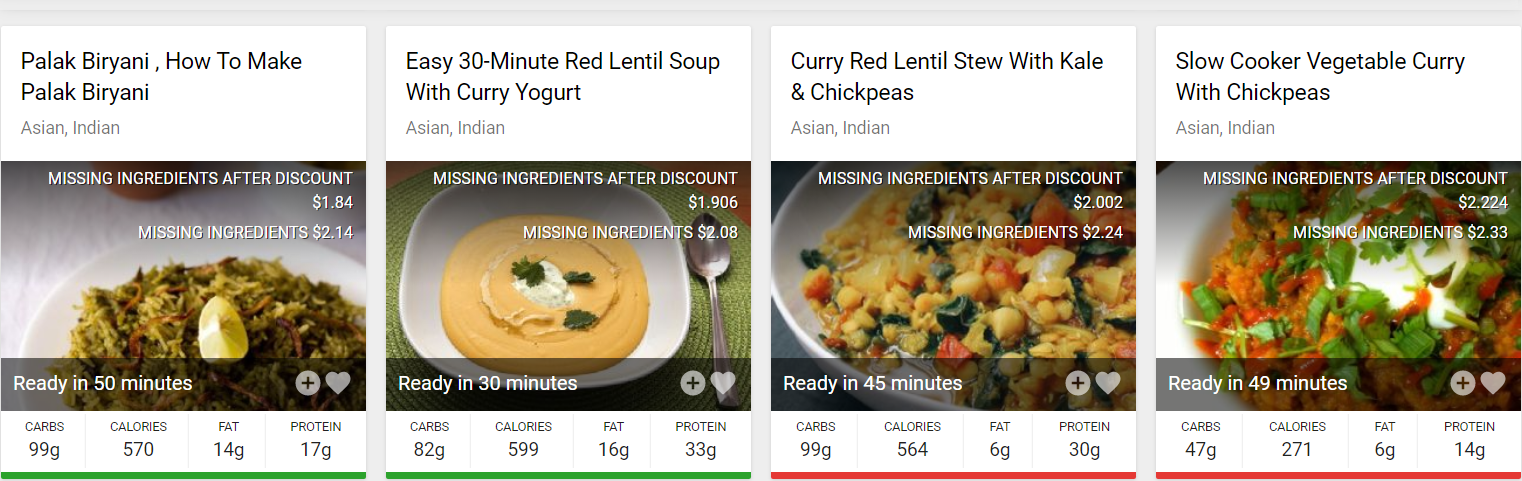 Palak Biryani , How To Make
Palak Biryani
Asian, Indian
MISSING INGREDIENTS AFTER DISCOUNT
$1.84
MISSING INGREDIENTS $2.14
Ready in 50 minutes
CARBS CALORIES FAT PROTEIN
99g 570 14g 17g
Easy 30-Minute Red Lentil Soup
With Curry Yogurt
Asian, Indian
MISSING INGREDIENTS AFTER DISCOUNT
$1.906
MISSING INGREDIENTS $2.08
Ready in 30 minutes
CARBS CALORIES FAT PROTEIN
82g 599 16g 33g
Curry Red Lentil Stew With Kale
& Chickpeas
Asian, Indian
MISSING INGREDIENTS AFTER DISCOUNT
$2.002
MISSING INGREDIENTS $2.24
Ready in 45 minutes
CARBS CALORIES FAT PROTEIN
99g 564 6g 30g
Slow Cooker Vegetable Curry
With Chickpeas
Asian, Indian
MISSING INGREDIENTS AFTER DISCOUNT
$2.224
MISSING INGREDIENTS $2.33
Ready in 49 minutes
CARBS CALORIES FAT PROTEIN
47g 271 6g 14g